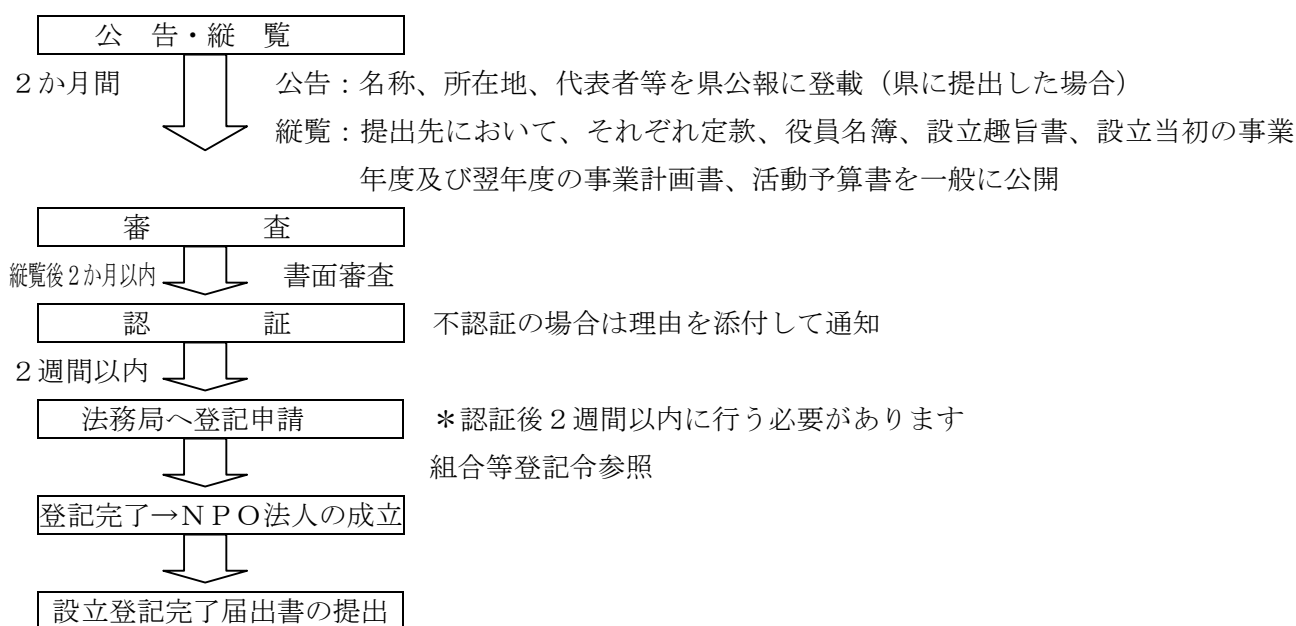 公　告・縦　覧
２か月間
公告：名称、所在地、代表者等を県公報に登載（県に提出した場合）
縦覧：提出先において、それぞれ定款、役員名簿、設立趣旨書、設立当初の事業
年度及び翌年度の事業計画書、活動予算書を一般に公開
審　　　　査
縦覧後２か月以内
書面審査
認　　　　証
不認証の場合は理由を添付して通知
２週間以内
法務局へ登記申請
＊認証後２週間以内に行う必要があります
組合等登記令参照
登記完了→ＮＰＯ法人の成立
設立登記完了届出書の提出